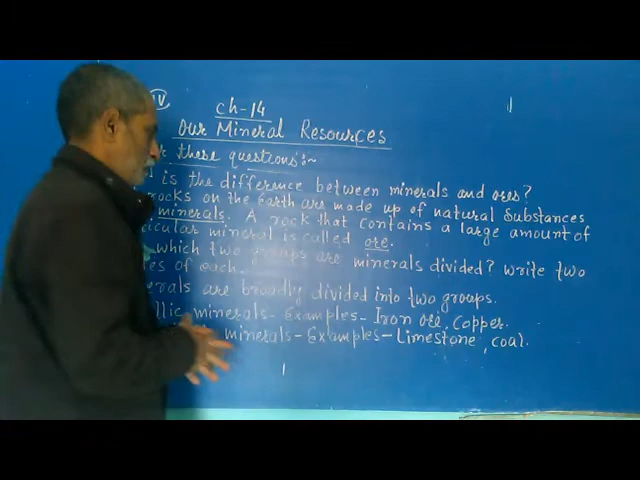 IV
Ch-14
Our Mineral Resources
these questions:~
is the difference between minerals and ores?
rocks on the Earth are made up of natural Substances
minerals. A rock that contains a large amount of
mineral is called ore.
which two groups are minerals divided? write two
of each.
are broadly divided into two groups.
minerals - Examples - Iron Ore, Copper.
minerals - Examples - Limestone, coal.